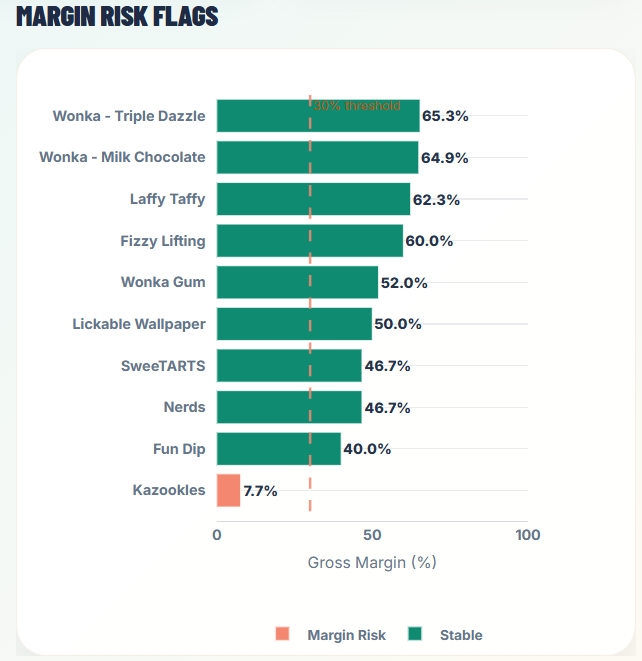 MARGIN RISK FLAGS
30% threshold
Wonka - Triple Dazzle 65.3%
Wonka - Milk Chocolate 64.9%
Laffy Taffy 62.3%
Fizzy Lifting 60.0%
Wonka Gum 52.0%
Lickable Wallpaper 50.0%
SweeTARTS 46.7%
Nerds 46.7%
Fun Dip 40.0%
Kazookles 7.7%
0 50 100
Gross Margin (%)
Margin Risk Stable